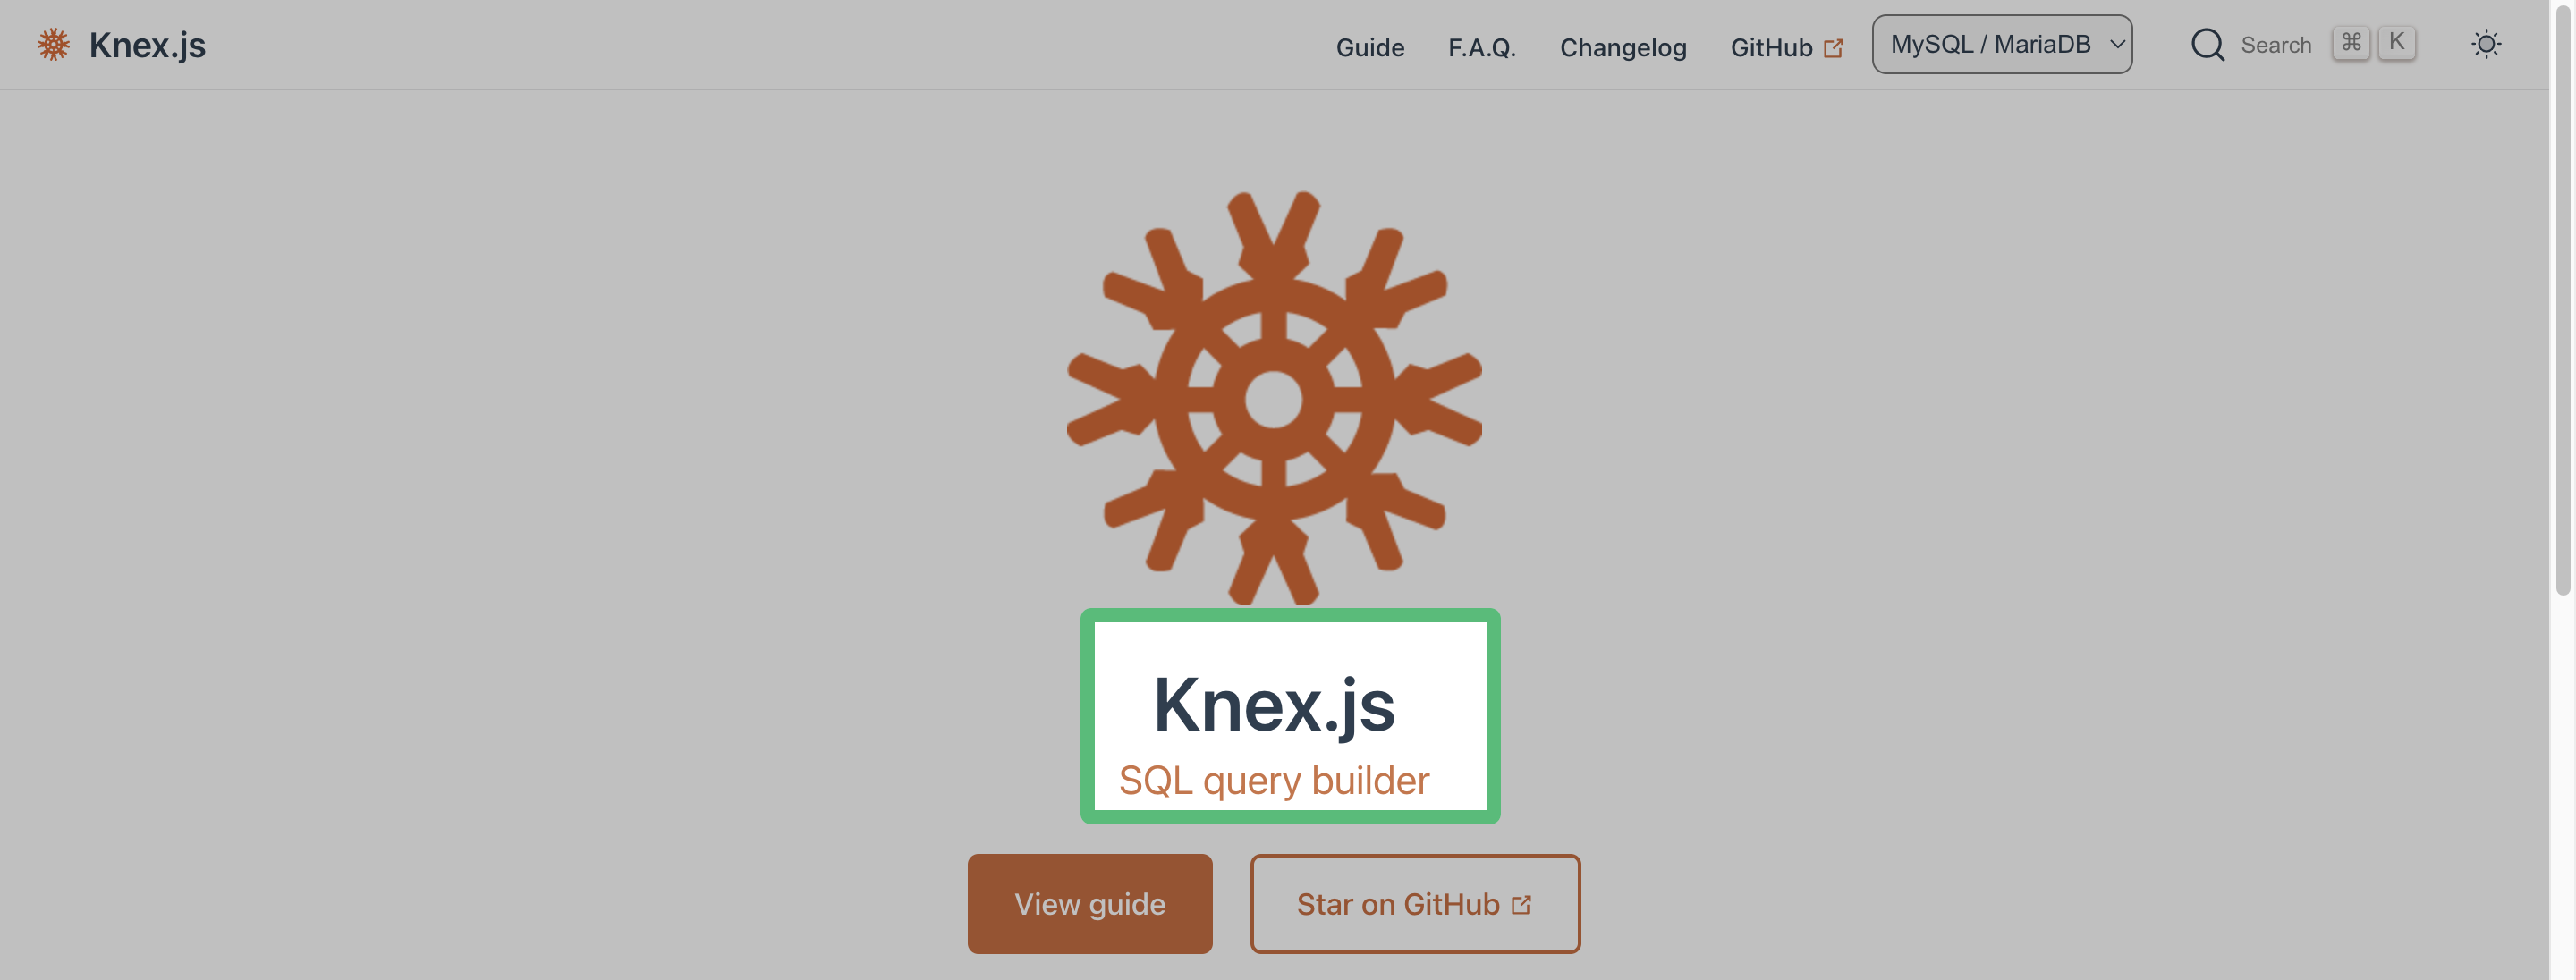 Knex.js
Guide F.A.Q. Changelog GitHub MySQL / MariaDB Search ⌘ K
Knex.js
SQL query builder
View guide Star on GitHub